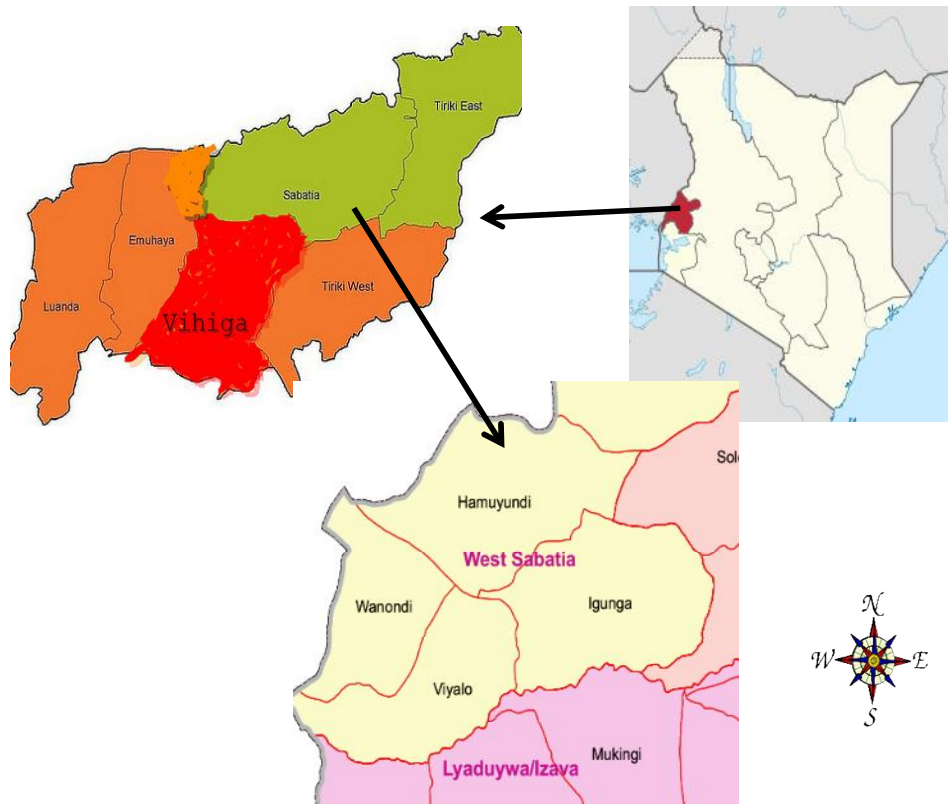 Tiriki East
Sabatia
Emuhaya
Tiriki West
Luanda
Vihiga
Hamuyundi
West Sabatia
Igunga
Wanondi
Viyalo
Mukingi
Lyaduywa/Izava
N
W
E
S